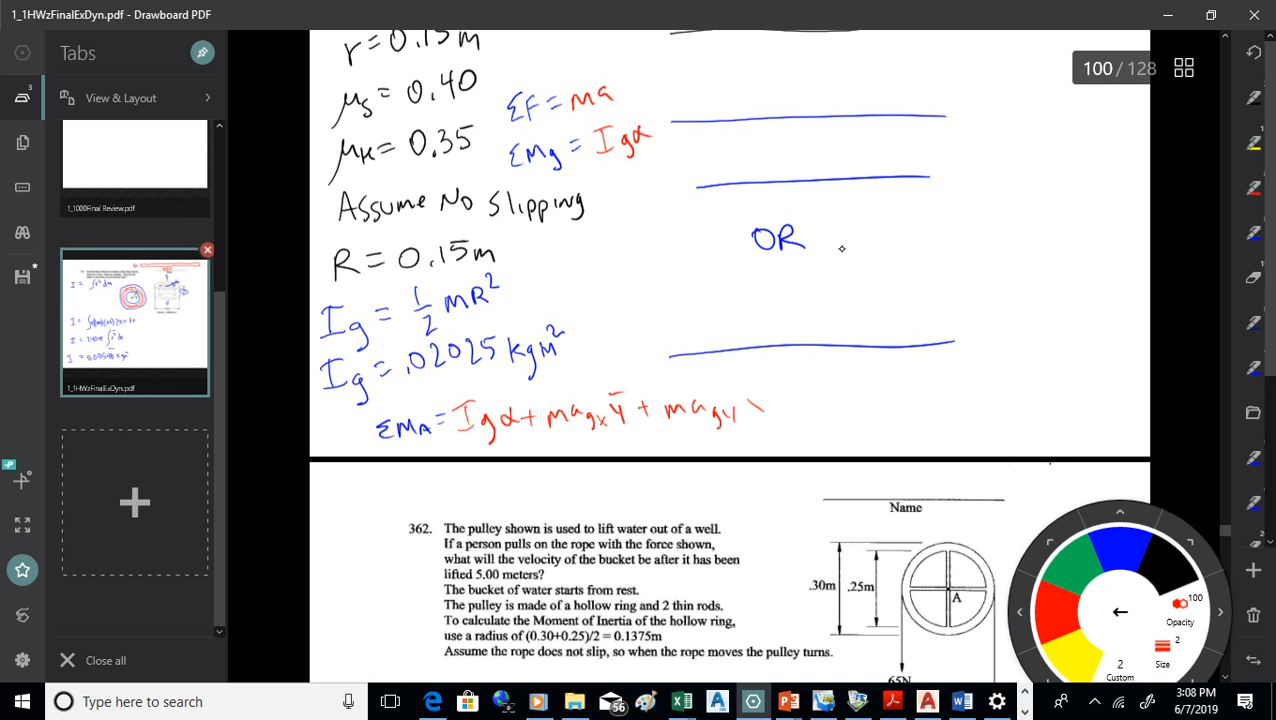 1_1HWzFinalExDyn.pdf - Drawboard PDF
Tabs
View & Layout
1_1000Final Review.pdf
1_1HWzFinalExDyn.pdf
Close all
100 / 128
r = 0.15m
μs = 0.40
μK = 0.35
ΣF = ma
ΣMg = Igα
Assume No slipping
R = 0.15m
Ig = 1/2 MR²
Ig = .02025 kgm²
ΣMA = Igα + magx ȳ + magy
OR
Name
362. The pulley shown is used to lift water out of a well.
If a person pulls on the rope with the force shown,
what will the velocity of the bucket be after it has been
lifted 5.00 meters?
The bucket of water starts from rest.
The pulley is made of a hollow ring and 2 thin rods.
To calculate the Moment of Inertia of the hollow ring,
use a radius of (0.30+0.25)/2 = 0.1375m
Assume the rope does not slip, so when the rope moves the pulley turns.
.30m
.25m
A
65N
100
Opacity
2
Size
2
Custom
Type here to search
56
3:08 PM
6/7/2019